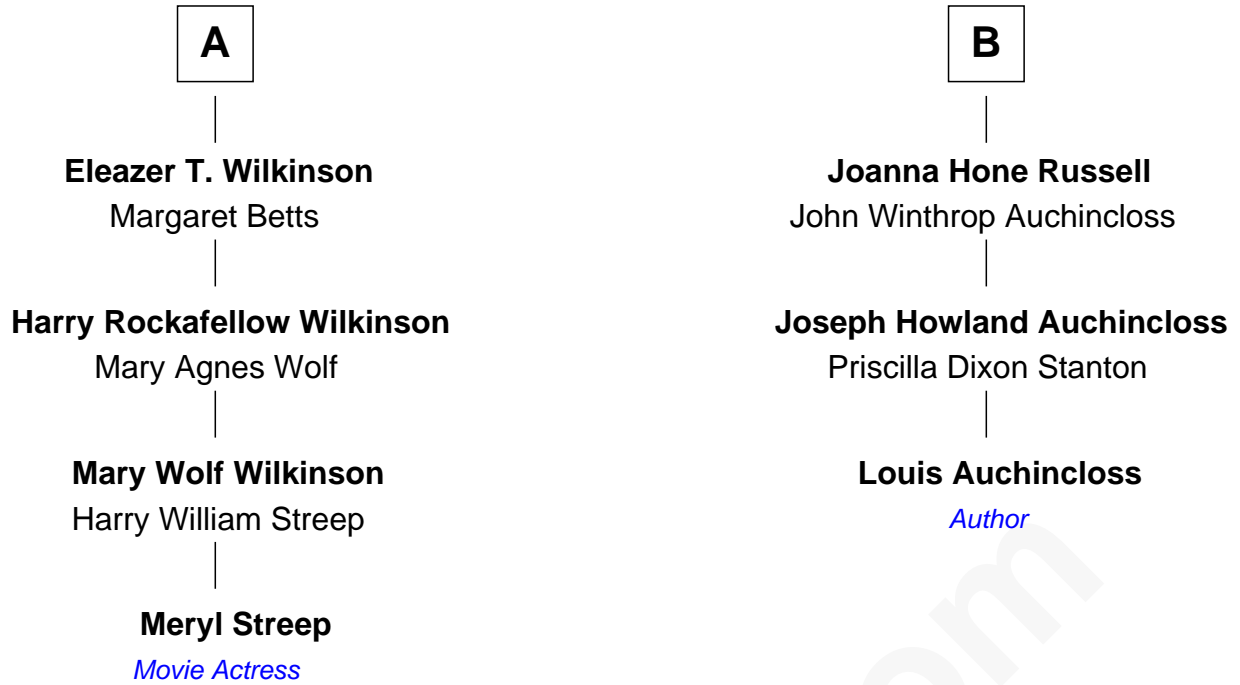 A
Eleazer T. Wilkinson
Margaret Betts
Harry Rockafellow Wilkinson
Mary Agnes Wolf
Mary Wolf Wilkinson
Harry William Streep
Meryl Streep
Movie Actress
B
Joanna Hone Russell
John Winthrop Auchincloss
Joseph Howland Auchincloss
Priscilla Dixon Stanton
Louis Auchincloss
Author
om